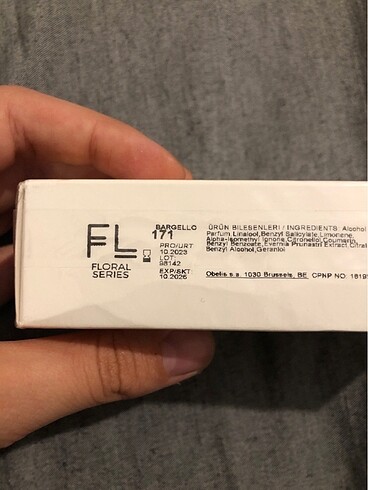 FL
FLORAL
SERIES
BARGELLO
171
PRO/URT:
10.2023
LOT:
98142
EXP/SKT:
10.2026
ÜRÜN BİLEŞENLERİ / INGREDIENTS: Alcohol
Parfum,Linalool,Benzyl Salicylate,Limonene,
Alpha-Isomethyl Ionone,Citronellol,Coumarin,
Benzyl Benzoate,Evernia Prunastri Extract,Citral
Benzyl Alcohol,Geraniol
Obelis s.a. 1030 Brussels, BE CPNP NO: 1819